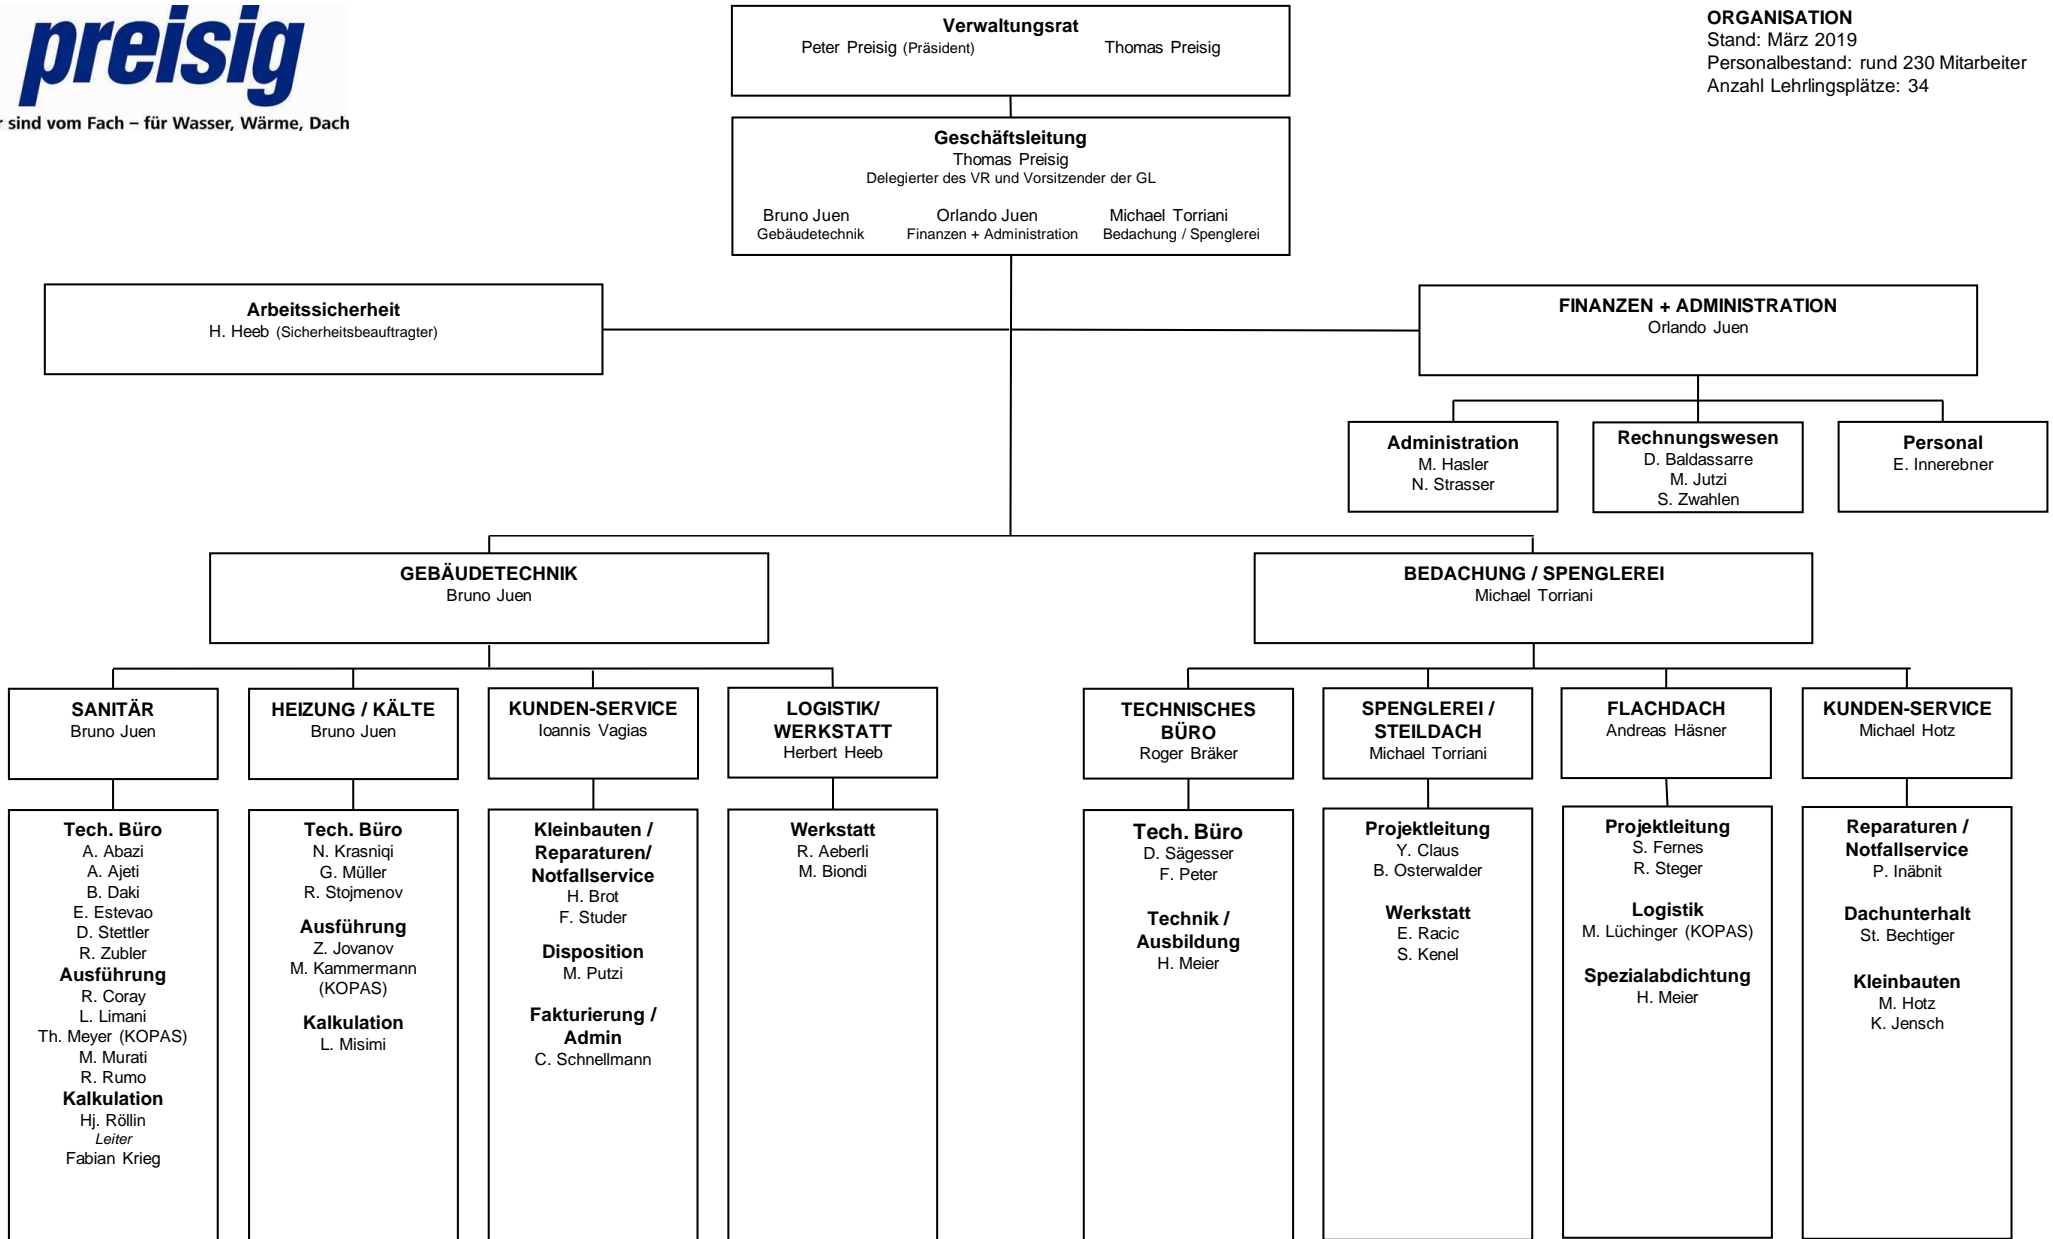 preisig
r sind vom Fach – für Wasser, Wärme, Dach
Verwaltungsrat
Peter Preisig (Präsident) Thomas Preisig
ORGANISATION
Stand: März 2019
Personalbestand: rund 230 Mitarbeiter
Anzahl Lehrlingsplätze: 34
Geschäftsleitung
Thomas Preisig
Delegierter des VR und Vorsitzender der GL
Bruno Juen Orlando Juen Michael Torriani
Gebäudetechnik Finanzen + Administration Bedachung / Spenglerei
Arbeitssicherheit
H. Heeb (Sicherheitsbeauftragter)
FINANZEN + ADMINISTRATION
Orlando Juen
Administration
M. Hasler
N. Strasser
Rechnungswesen
D. Baldassarre
M. Jutzi
S. Zwahlen
Personal
E. Innerebner
GEBÄUDETECHNIK
Bruno Juen
BEDACHUNG / SPENGLEREI
Michael Torriani
SANITÄR
Bruno Juen
HEIZUNG / KÄLTE
Bruno Juen
KUNDEN-SERVICE
Ioannis Vagias
LOGISTIK/
WERKSTATT
Herbert Heeb
TECHNISCHES
BÜRO
Roger Bräker
SPENGLEREI /
STEILDACH
Michael Torriani
FLACHDACH
Andreas Häsner
KUNDEN-SERVICE
Michael Hotz
Tech. Büro
A. Abazi
A. Ajeti
B. Daki
E. Estevao
D. Stettler
R. Zubler
Ausführung
R. Coray
L. Limani
Th. Meyer (KOPAS)
M. Murati
R. Rumo
Kalkulation
Hj. Röllin
Leiter
Fabian Krieg
Tech. Büro
N. Krasniqi
G. Müller
R. Stojmenov
Ausführung
Z. Jovanov
M. Kammermann
(KOPAS)
Kalkulation
L. Misimi
Kleinbauten /
Reparaturen/
Notfallservice
H. Brot
F. Studer
Disposition
M. Putzi
Fakturierung /
Admin
C. Schnellmann
Werkstatt
R. Aeberli
M. Biondi
Tech. Büro
D. Sägesser
F. Peter
Technik /
Ausbildung
H. Meier
Projektleitung
Y. Claus
B. Osterwalder
Werkstatt
E. Racic
S. Kenel
Projektleitung
S. Fernes
R. Steger
Logistik
M. Lüchinger (KOPAS)
Spezialabdichtung
H. Meier
Reparaturen /
Notfallservice
P. Inäbnit
Dachunterhalt
St. Bechtiger
Kleinbauten
M. Hotz
K. Jensch